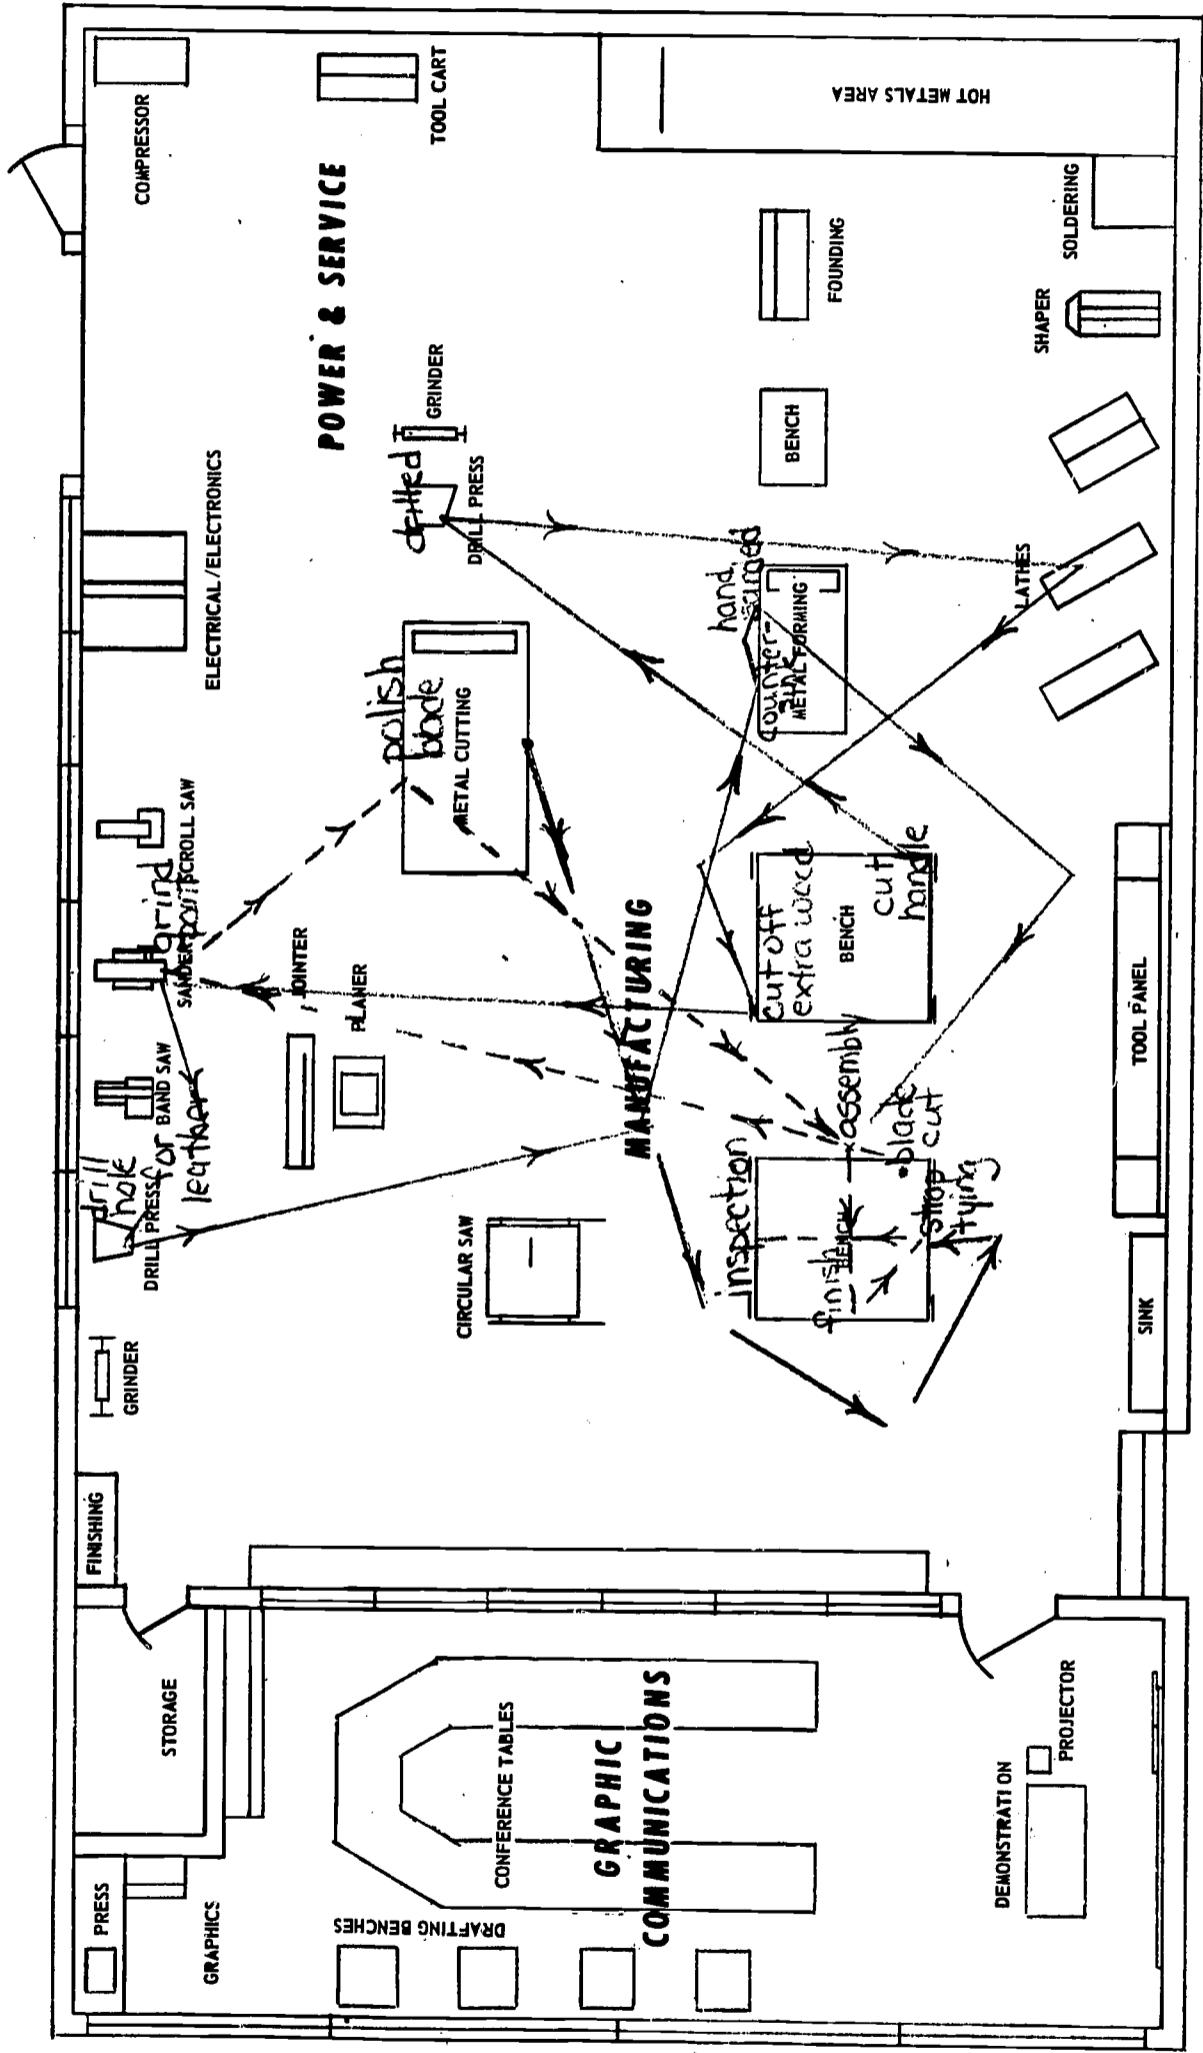 COMPRESSOR
TOOL CART
HOT METALS AREA
POWER & SERVICE
SOLDERING
FOUNDING
SHAPER
GRINDER
BENCH
drilled
DRILL PRESS
ELECTRICAL/ELECTRONICS
hand
METAL FORMING
counter-
LATHES
polish
blade
METAL CUTTING
SCROLL SAW
grind
SANDER
JOINTER
PLANER
MANUFACTURING
cut off
extra wood
BENCH
cut
handle
TOOL PANEL
BAND SAW
drill
hole
for
leather
DRILL PRESS
CIRCULAR SAW
inspection
assembly
blade
cut
strap
tying
finish
BENCH
SINK
GRINDER
FINISHING
STORAGE
CONFERENCE TABLES
GRAPHIC
COMMUNICATIONS
PROJECTOR
DEMONSTRATION
PRESS
GRAPHICS
DRAFTING BENCHES